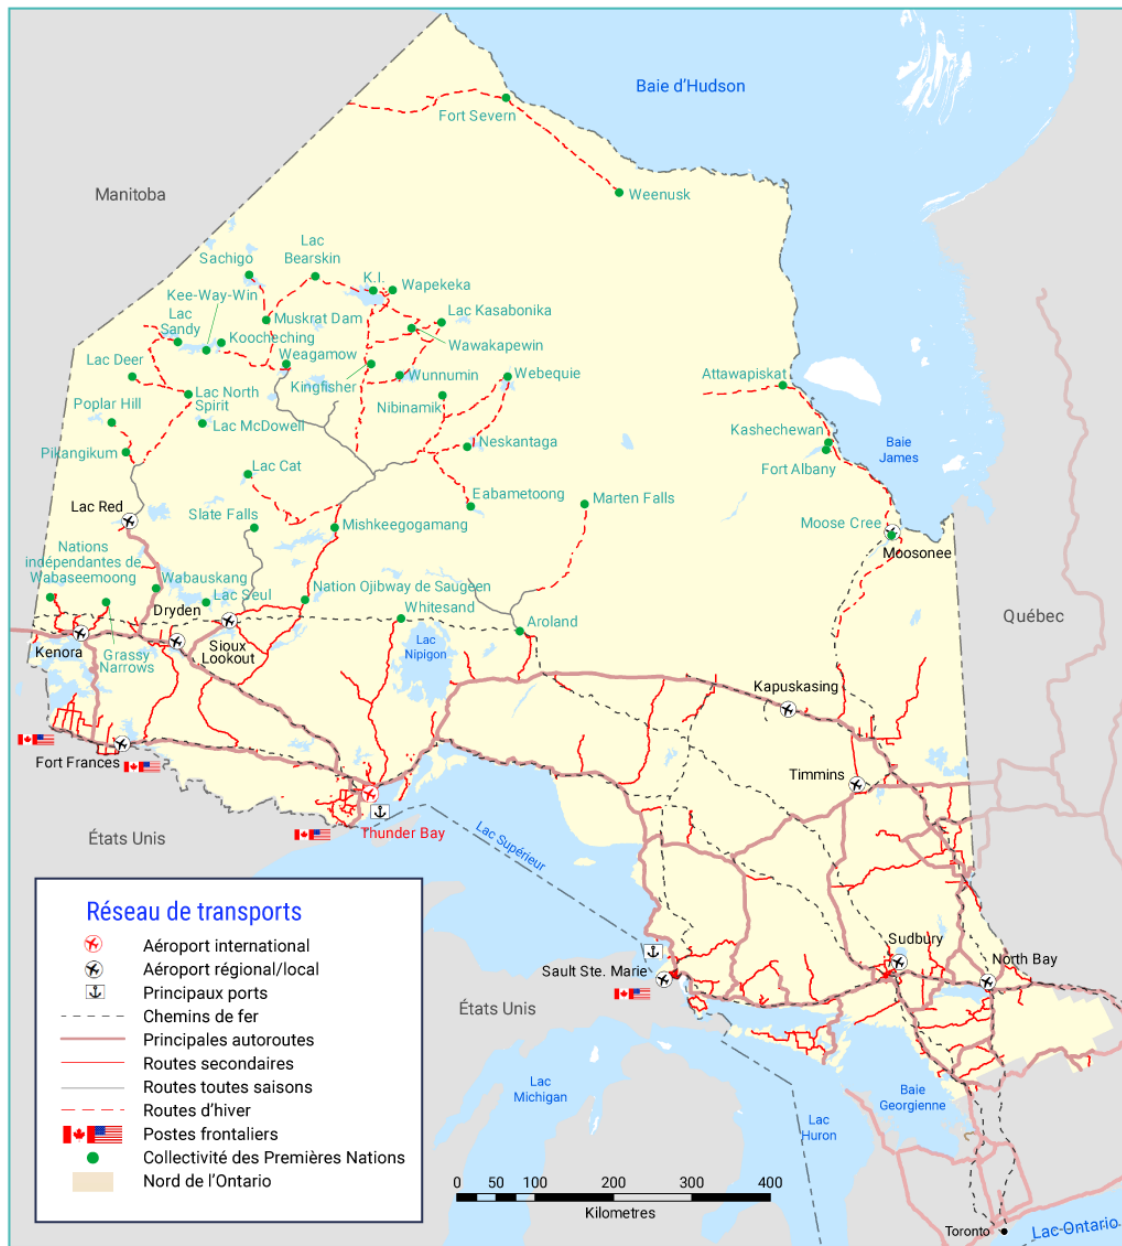 Baie d'Hudson
Fort Severn
Manitoba
Weenusk
Lac
Bearskin
Sachigo
K.I.
Wapekeka
Kee-Way-Win
Lac
Sandy
Muskrat Dam
Lac Kasabonika
Koocheching
Wawakapewin
Lac Deer
Weagamow
Kingfisher
Wunnumin
Webequie
Attawapiskat
Lac North
Spirit
Nibinamik
Poplar Hill
Lac McDowell
Kashechewan
Baie
James
Pikangikum
Neskantaga
Fort Albany
Lac Cat
Lac Red
Slate Falls
Eabametoong
Marten Falls
Mishkeegogamang
Moose Cree
Moosonee
Nations
indépendantes de
Wabaseemoong
Wabauskang
Lac Seul
Nation Ojibway de Saugeen
Dryden
Whitesand
Aroland
Québec
Kenora
Grassy
Narrows
Sioux
Lookout
Lac
Nipigon
Kapuskasing
Fort Frances
Timmins
Thunder Bay
États Unis
Lac Supérieur
Sudbury
North Bay
Sault Ste. Marie
États Unis
Lac
Michigan
Baie
Georgienne
Lac
Huron
Toronto
Lac Ontario
Réseau de transports
Aéroport international
Aéroport régional/local
Principaux ports
Chemins de fer
Principales autoroutes
Routes secondaires
Routes toutes saisons
Routes d'hiver
Postes frontaliers
Collectivité des Premières Nations
Nord de l'Ontario
0 50 100 200 300 400
Kilometres